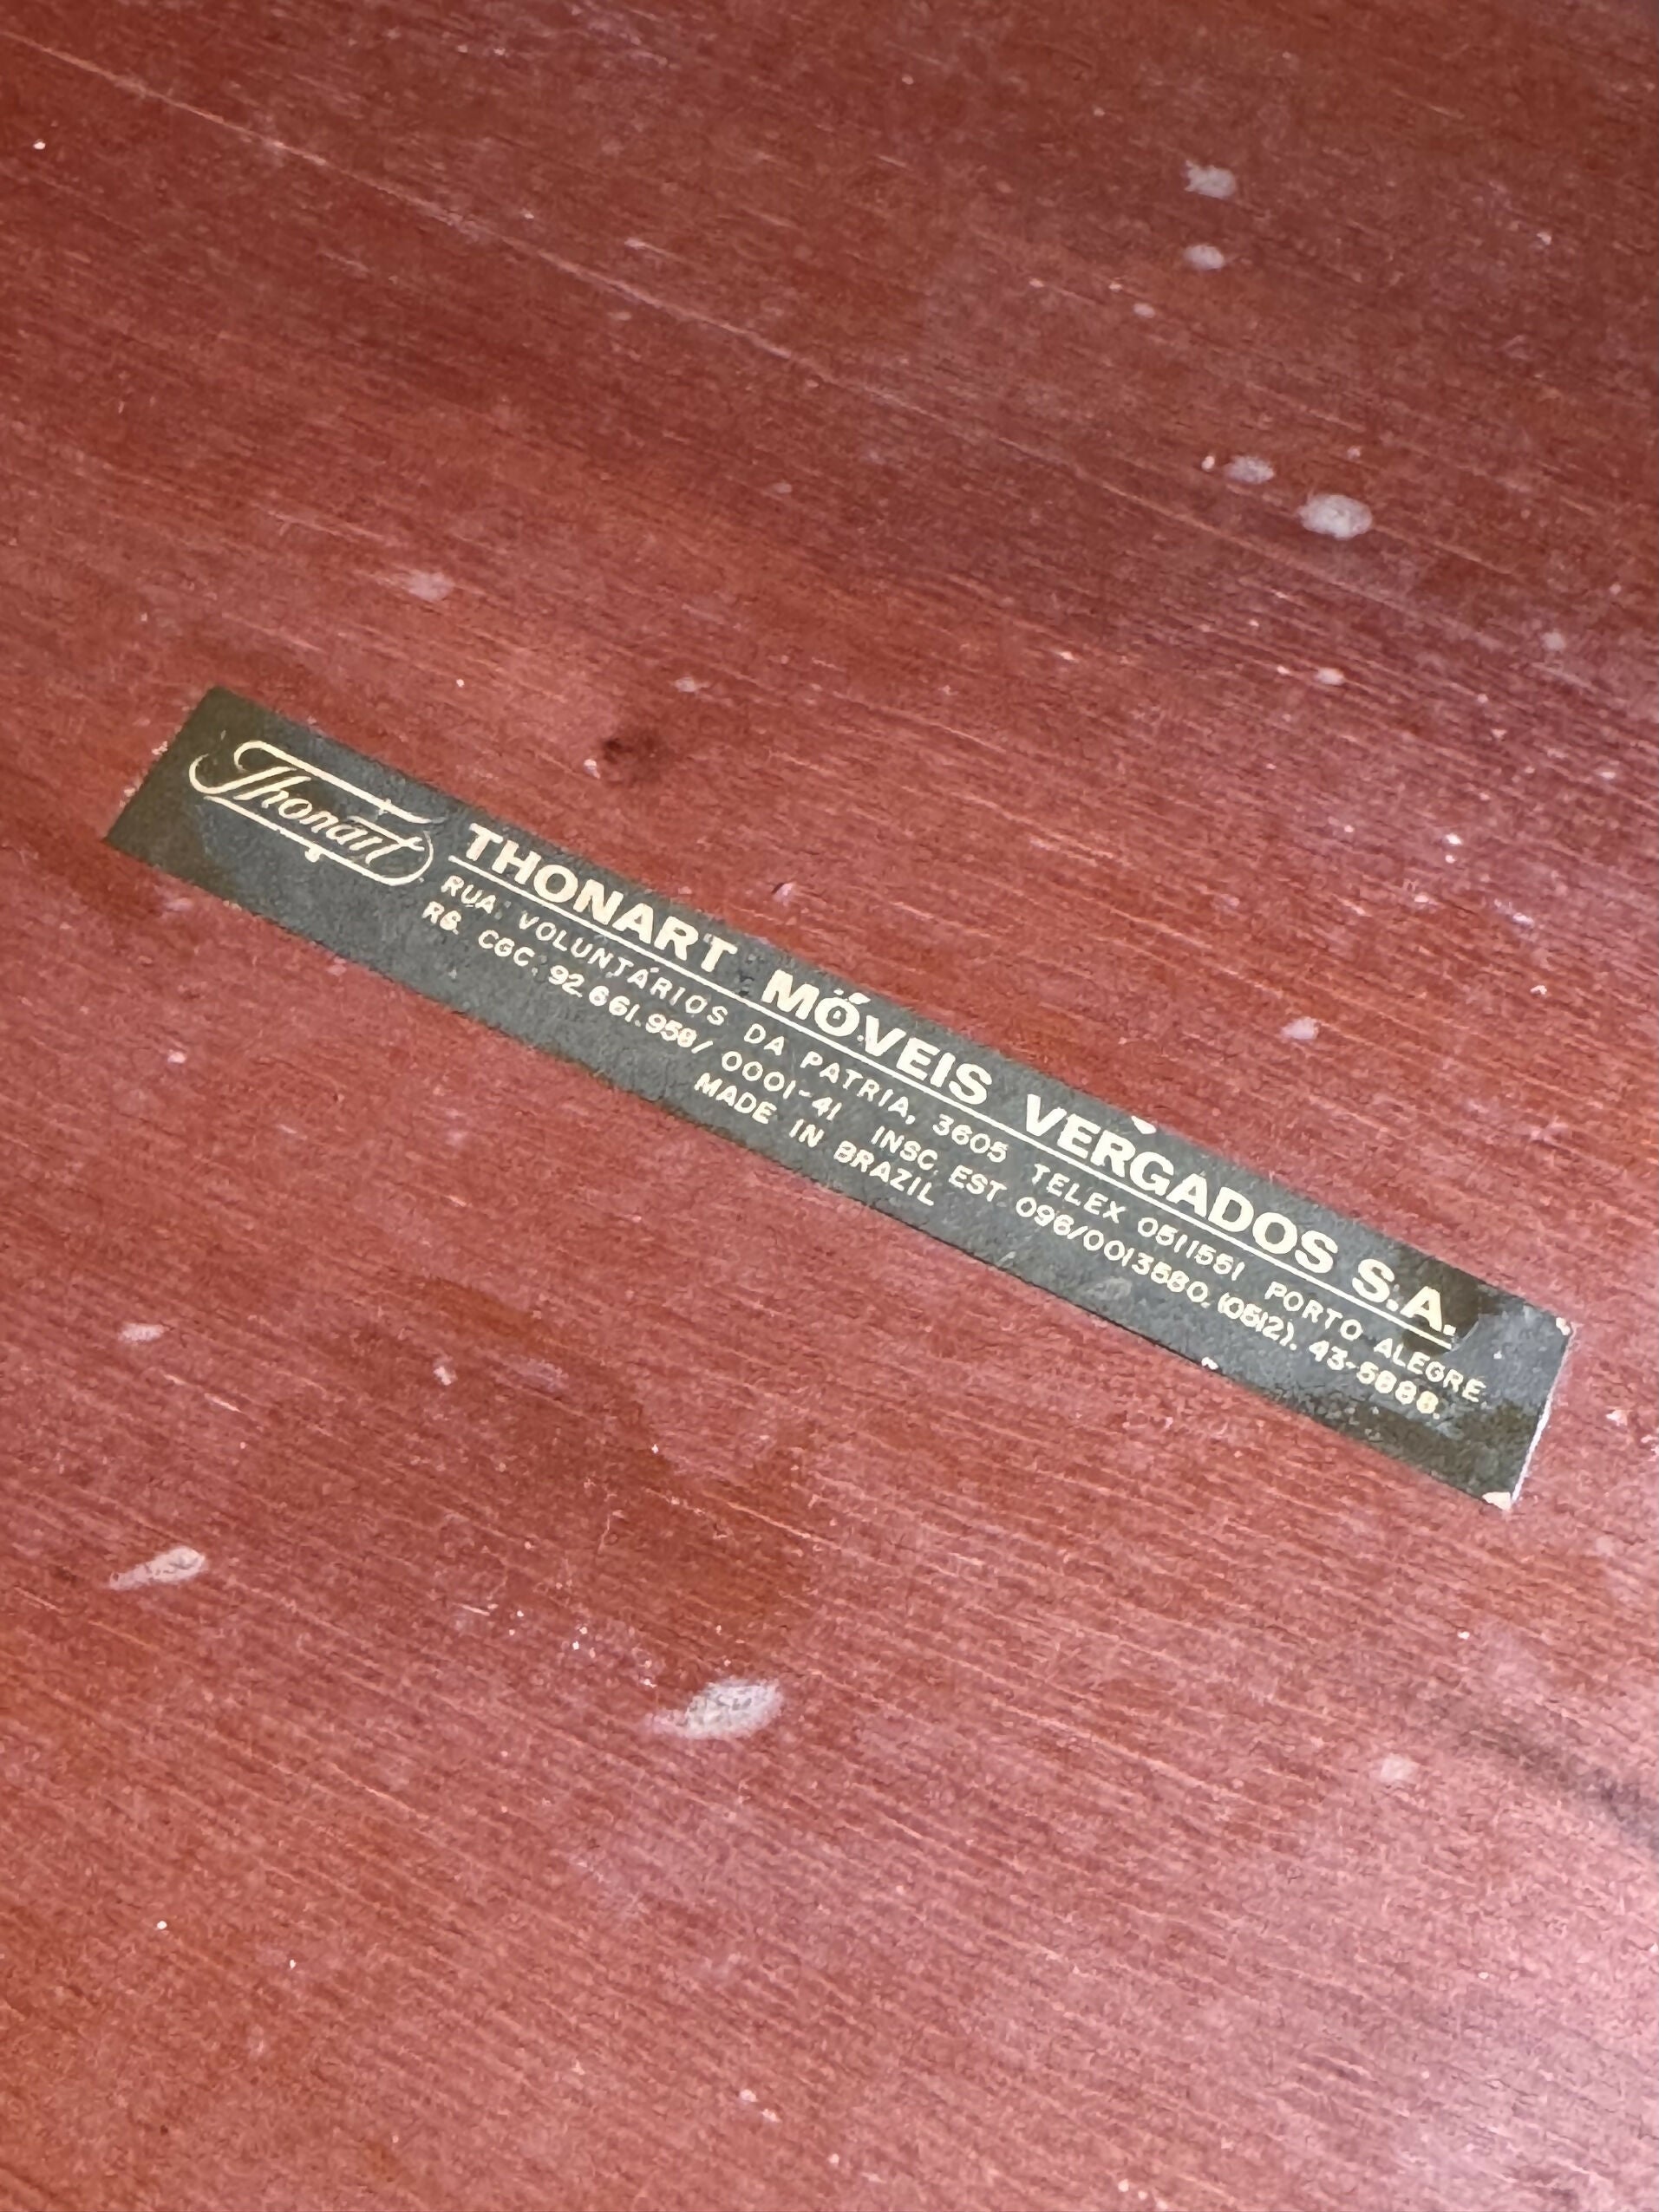 Thonart
THONART MÓVEIS VERGADOS S.A.
RUA: VOLUNTÁRIOS DA PATRIA, 3605 TELEX 0511551 PORTO ALEGRE
RS. CGC. 92.661.958/0001-41 INSC. EST. 096/0013580. (0512). 43-5888.
MADE IN BRAZIL